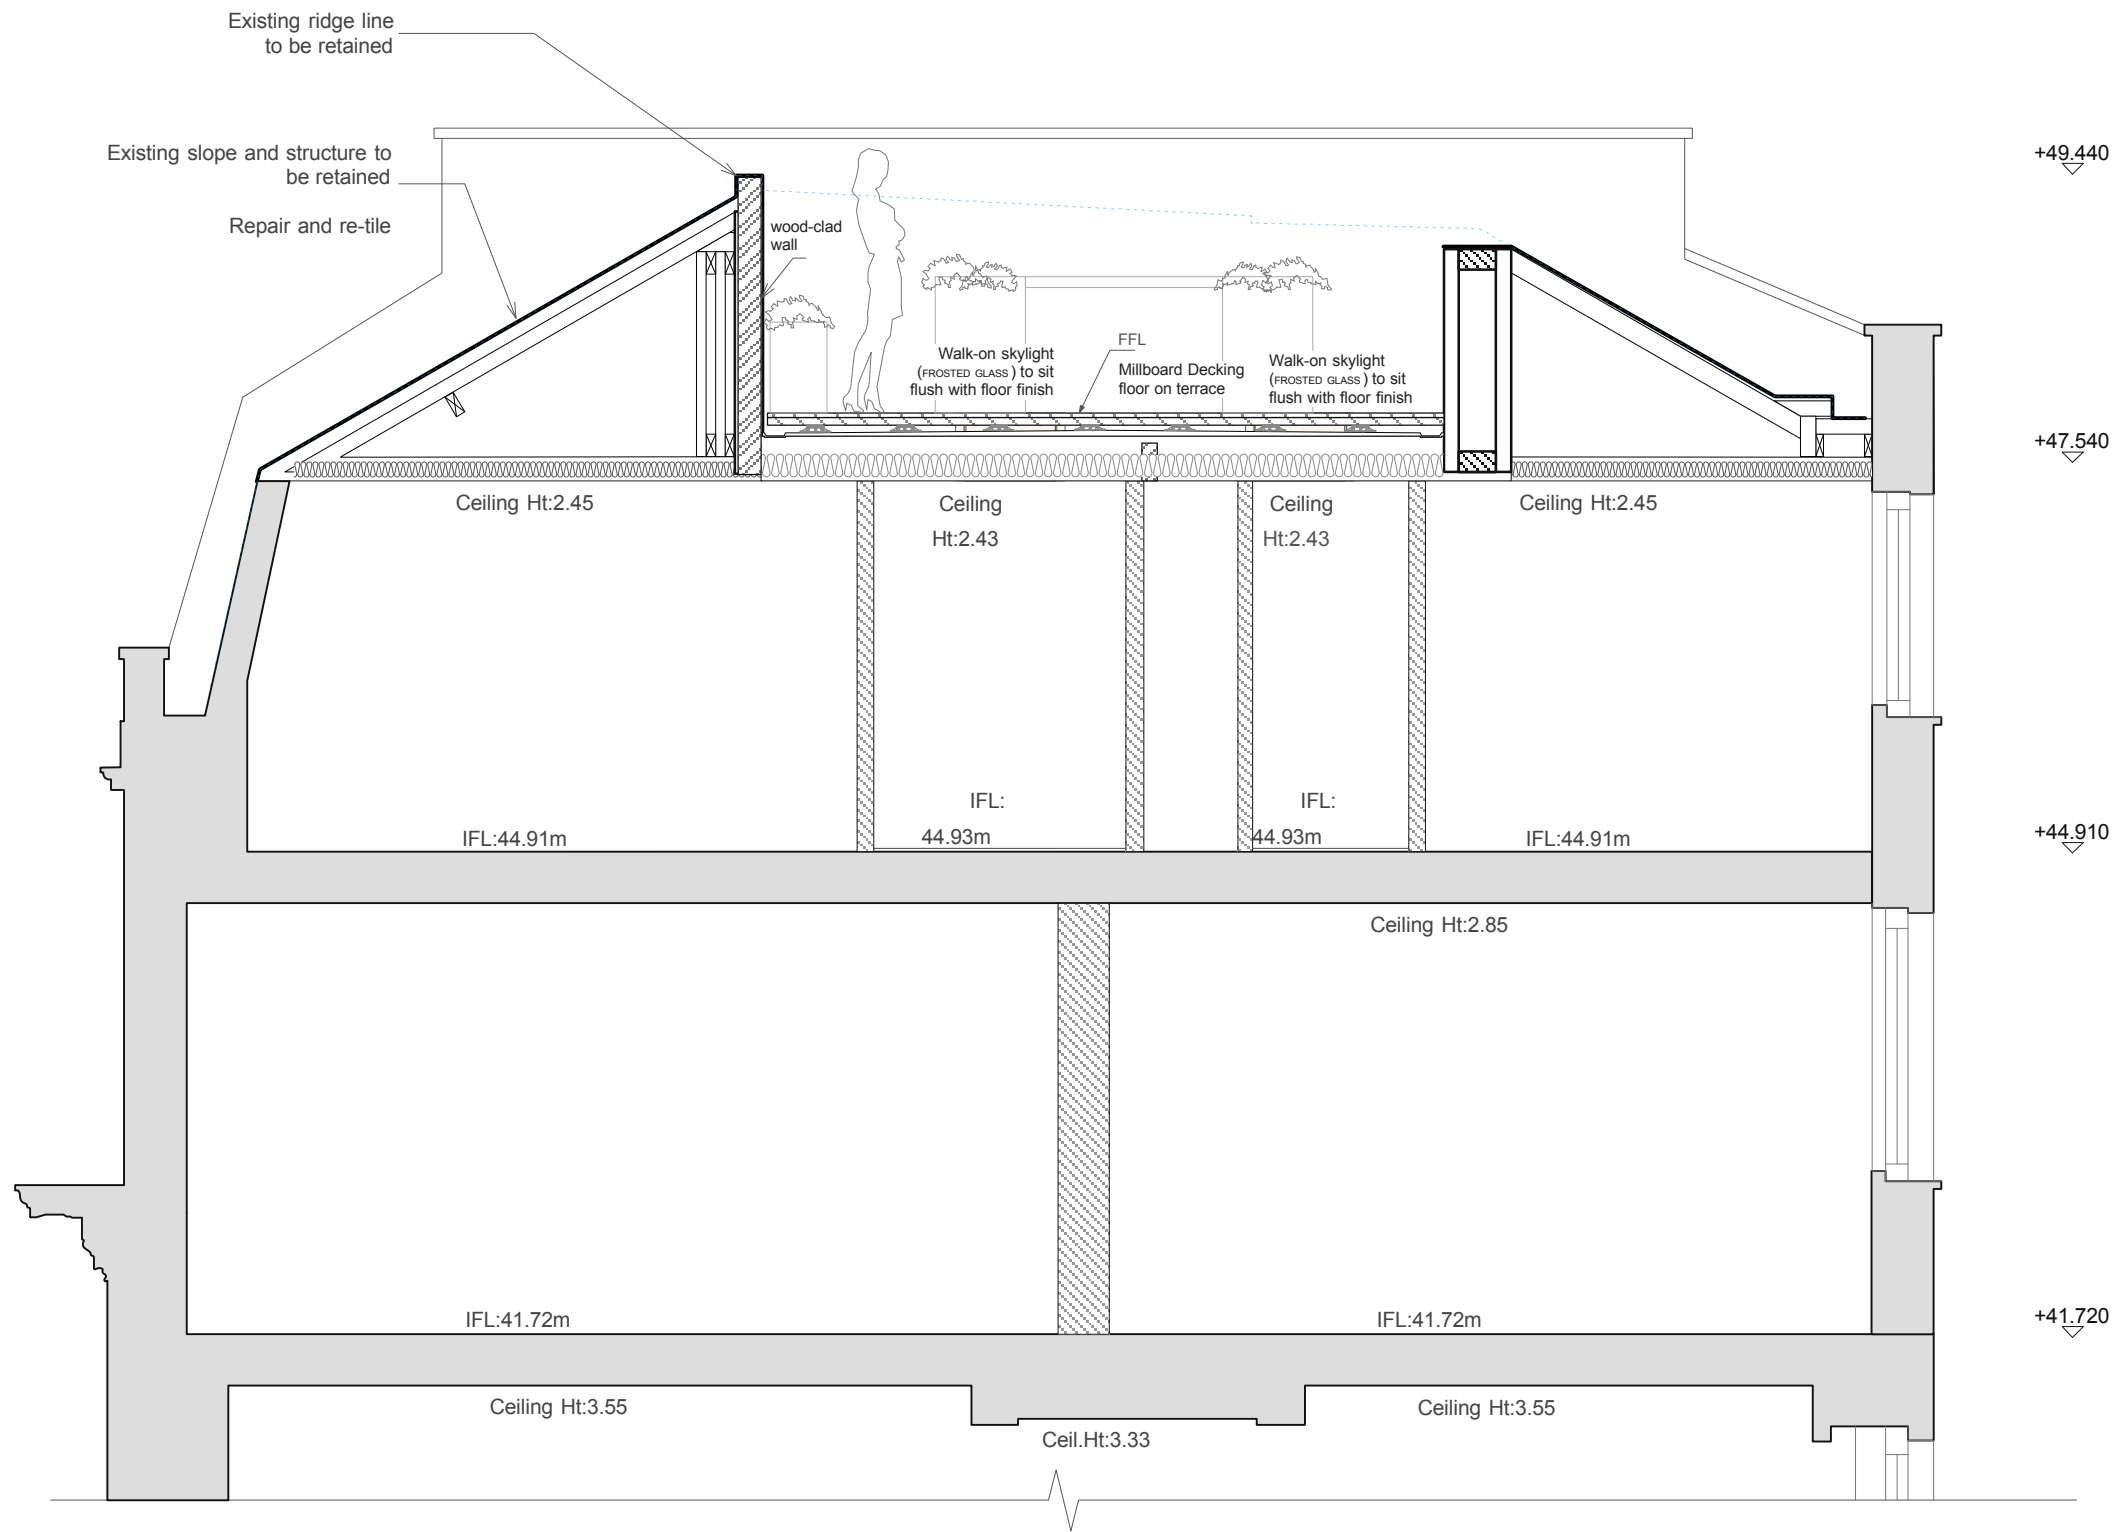 Existing ridge line
to be retained
Existing slope and structure to
be retained
Repair and re-tile
+49.440
wood-clad
wall
Walk-on skylight
(FROSTED GLASS) to sit
flush with floor finish
FFL
Millboard Decking
floor on terrace
Walk-on skylight
(FROSTED GLASS) to sit
flush with floor finish
+47.540
Ceiling Ht:2.45
Ceiling
Ht:2.43
Ceiling
Ht:2.43
Ceiling Ht:2.45
IFL:44.91m
IFL:
44.93m
IFL:
44.93m
IFL:44.91m
+44.910
Ceiling Ht:2.85
IFL:41.72m
IFL:41.72m
+41.720
Ceiling Ht:3.55
Ceil.Ht:3.33
Ceiling Ht:3.55